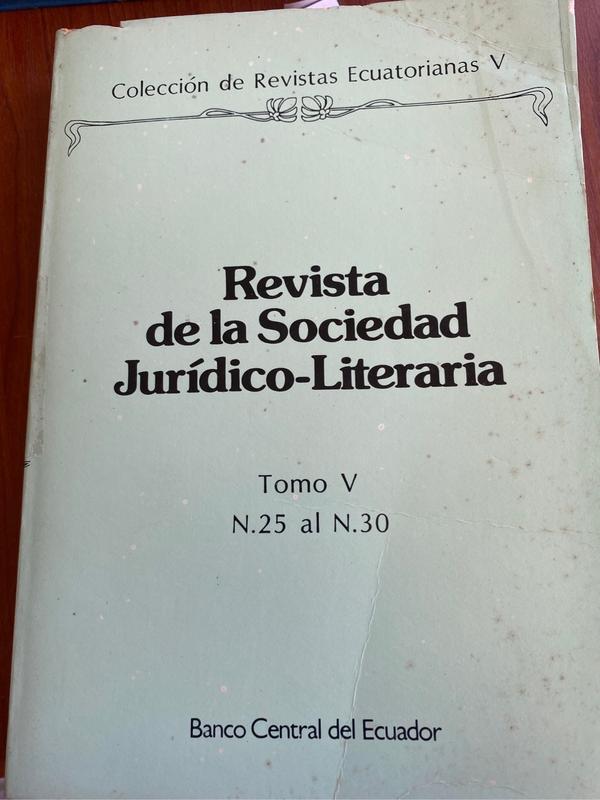 Colección de Revistas Ecuatorianas V
Revista
de la Sociedad
Jurídico-Literaria
Tomo V
N.25 al N.30
Banco Central del Ecuador